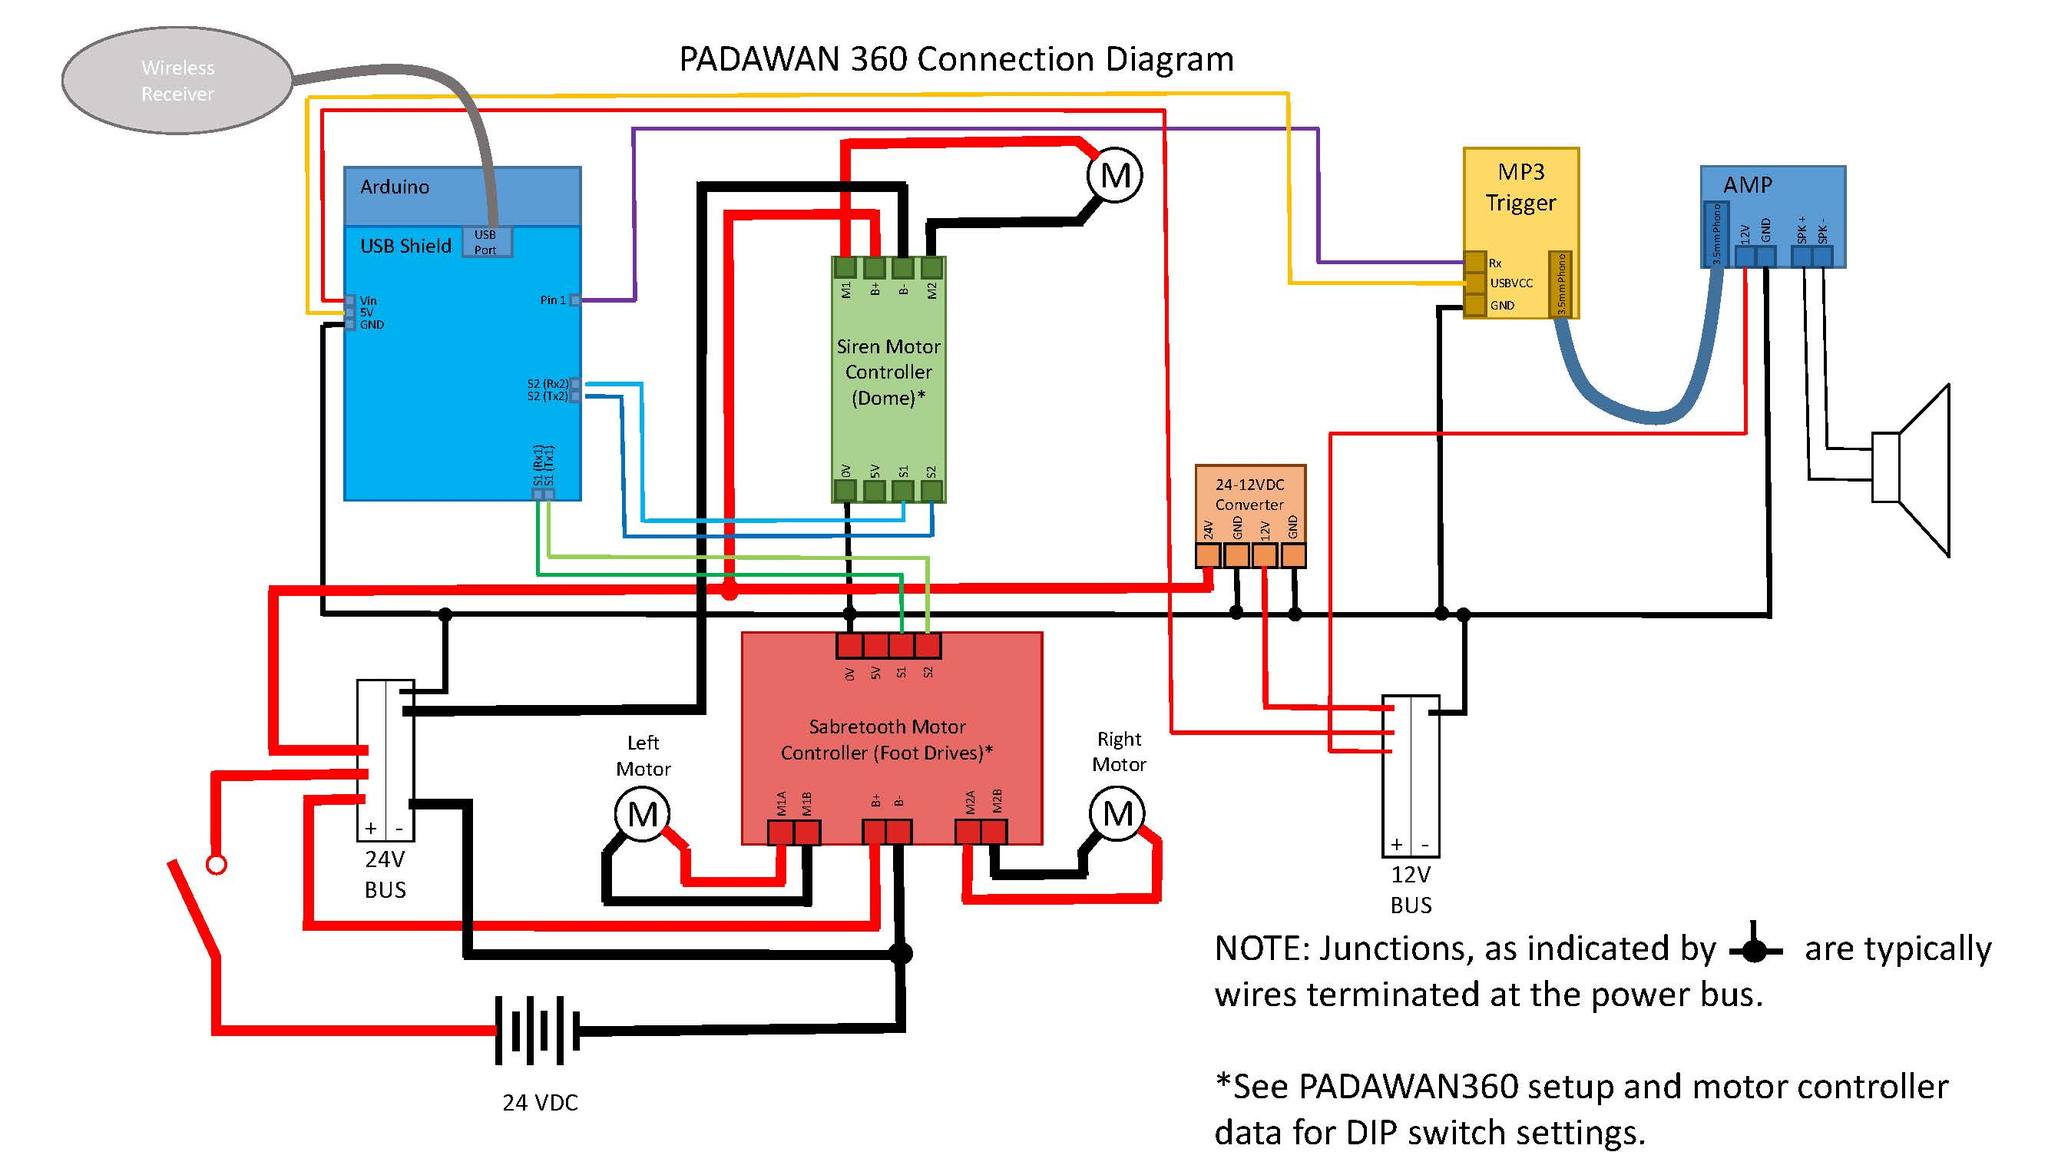 PADAWAN 360 Connection Diagram
Wireless
Receiver
Arduino
USB Shield
USB
Port
Vin
5V
GND
Pin 1
S2 (Rx2)
S2 (Tx2)
S1 (Rx1)
S1 (Tx1)
M
M1
B+
B-
M2
Siren Motor
Controller
(Dome)*
0V
5V
S1
S2
MP3
Trigger
Rx
USBVCC
GND
3.5mmPhono
AMP
3.5mmPhono
12V
GND
SPK +
SPK -
24-12VDC
Converter
24V
GND
12V
GND
0V
5V
S1
S2
Sabretooth Motor
Controller (Foot Drives)*
M1A
M1B
B+
B-
M2A
M2B
Left
Motor
M
Right
Motor
M
+ -
24V
BUS
+ -
12V
BUS
24 VDC
NOTE: Junctions, as indicated by are typically
wires terminated at the power bus.
*See PADAWAN360 setup and motor controller
data for DIP switch settings.